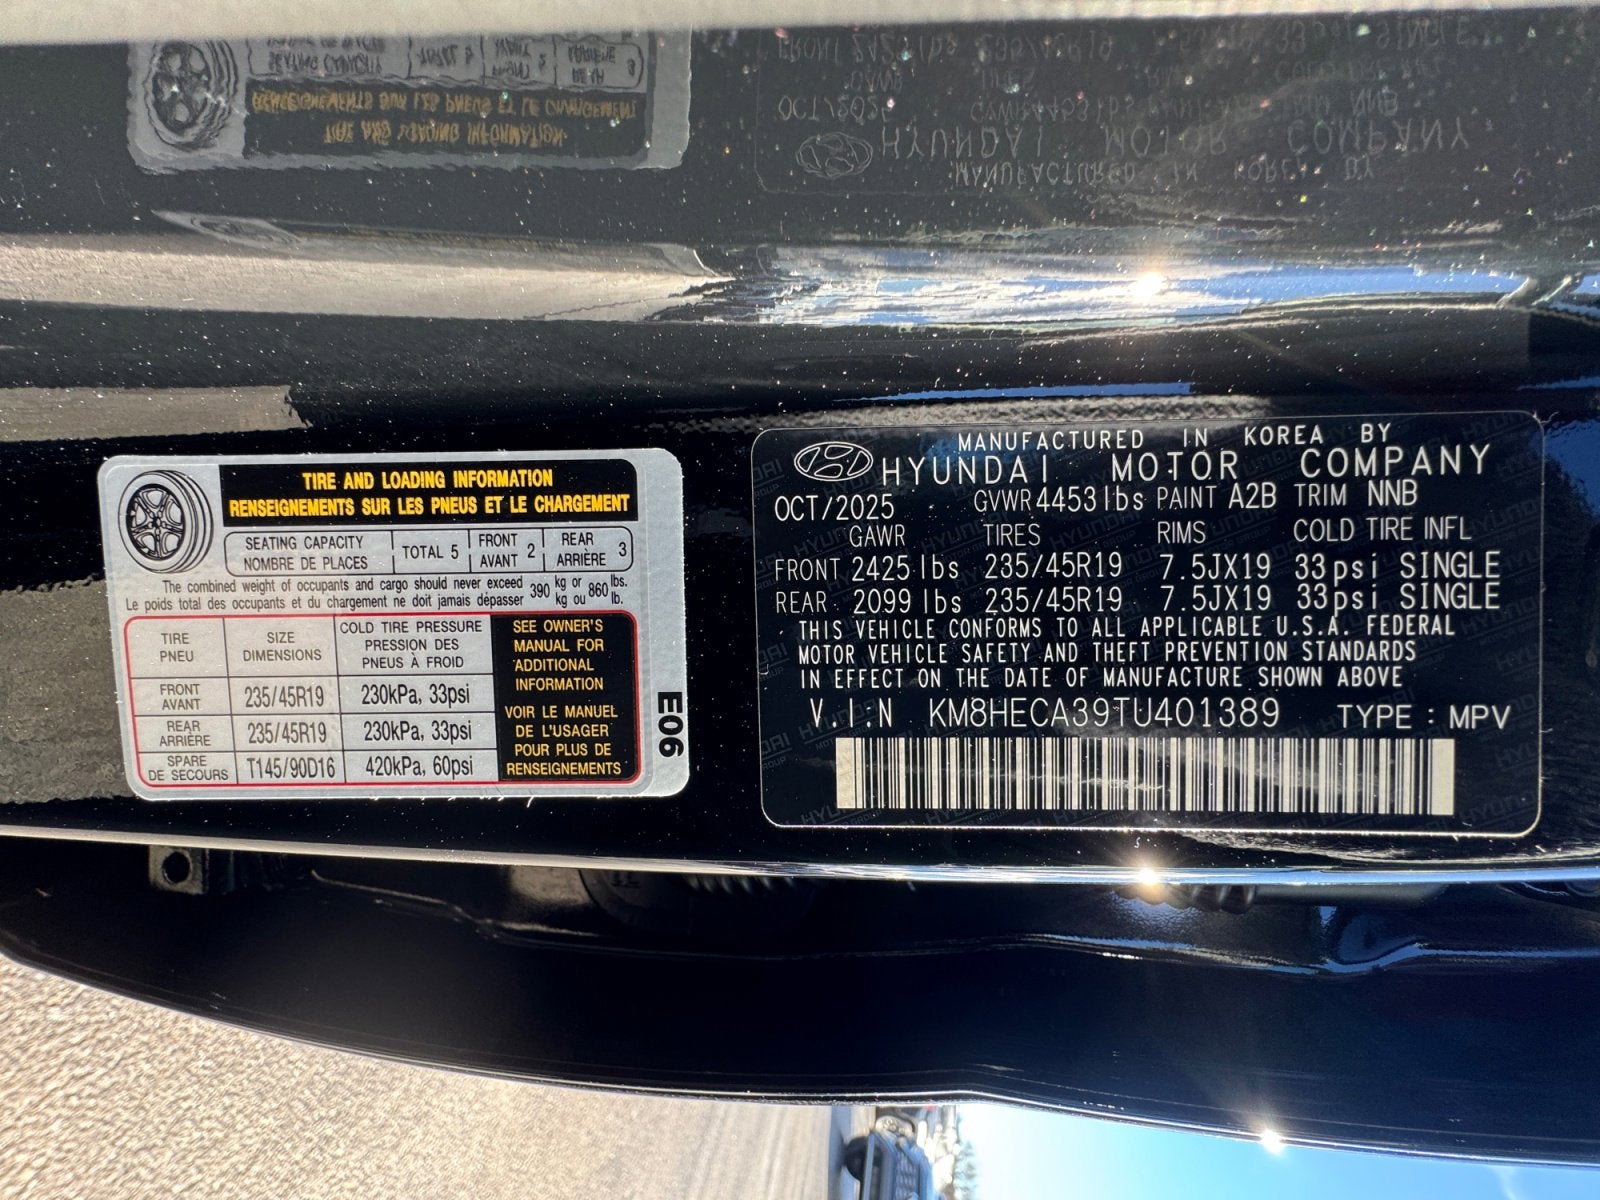 TIRE AND LOADING INFORMATION
RENSEIGNEMENTS SUR LES PNEUS ET LE CHARGEMENT
SEATING CAPACITY
NOMBRE DE PLACES
TOTAL 5
FRONT
AVANT 2
REAR
ARRIÈRE 3
The combined weight of occupants and cargo should never exceed 390 kg or 860 lbs.
Le poids total des occupants et du chargement ne doit jamais dépasser 390 kg ou 860 lb.
TIRE
PNEU
SIZE
DIMENSIONS
COLD TIRE PRESSURE
PRESSION DES
PNEUS À FROID
FRONT
AVANT
235/45R19
230kPa, 33psi
REAR
ARRIÈRE
235/45R19
230kPa, 33psi
SPARE
DE SECOURS
T145/90D16
420kPa, 60psi
SEE OWNER'S
MANUAL FOR
ADDITIONAL
INFORMATION
VOIR LE MANUEL
DE L'USAGER
POUR PLUS DE
RENSEIGNEMENTS
E06
MANUFACTURED IN KOREA BY
HYUNDAI MOTOR COMPANY
OCT/2025 GVWR 4453 lbs PAINT A2B TRIM NNB
GAWR TIRES RIMS COLD TIRE INFL
FRONT 2425 lbs 235/45R19 7.5JX19 33psi SINGLE
REAR 2099 lbs 235/45R19 7.5JX19 33psi SINGLE
THIS VEHICLE CONFORMS TO ALL APPLICABLE U.S.A. FEDERAL
MOTOR VEHICLE SAFETY AND THEFT PREVENTION STANDARDS
IN EFFECT ON THE DATE OF MANUFACTURE SHOWN ABOVE
V.I.N KM8HECA39TU401389 TYPE : MPV